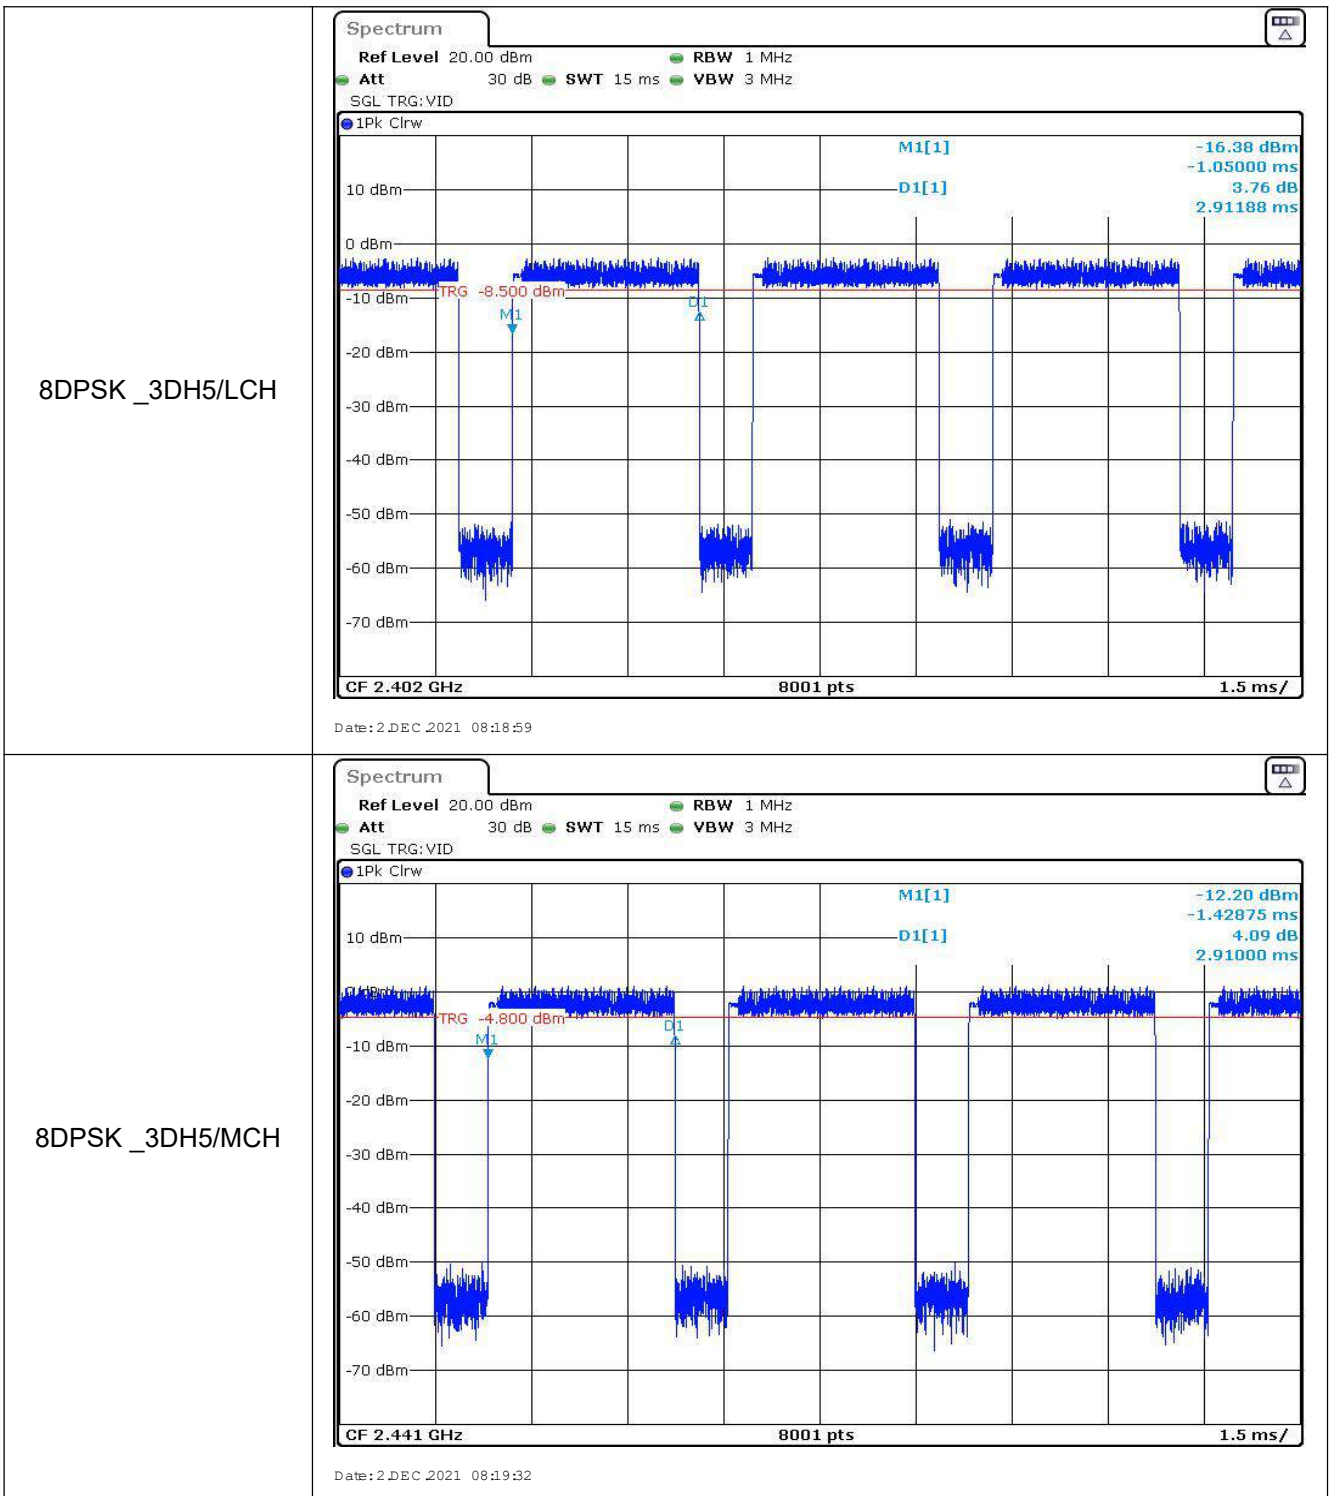 8DPSK _3DH5/LCH
Spectrum
Ref Level 20.00 dBm RBW 1 MHz
Att 30 dB SWT 15 ms VBW 3 MHz
SGL TRG:VID
1Pk Clrw
M1[1] -16.38 dBm
-1.05000 ms
10 dBm D1[1] 3.76 dB
2.91188 ms
0 dBm
TRG -8.500 dBm
-10 dBm D1
M1
-20 dBm
-30 dBm
-40 dBm
-50 dBm
-60 dBm
-70 dBm
CF 2.402 GHz 8001 pts 1.5 ms/
Date:2.DEC.2021 08:18:59
8DPSK _3DH5/MCH
Spectrum
Ref Level 20.00 dBm RBW 1 MHz
Att 30 dB SWT 15 ms VBW 3 MHz
SGL TRG:VID
1Pk Clrw
M1[1] -12.20 dBm
-1.42875 ms
10 dBm D1[1] 4.09 dB
2.91000 ms
0 dBm
TRG -4.800 dBm
D1
M1
-10 dBm
-20 dBm
-30 dBm
-40 dBm
-50 dBm
-60 dBm
-70 dBm
CF 2.441 GHz 8001 pts 1.5 ms/
Date:2.DEC.2021 08:19:32